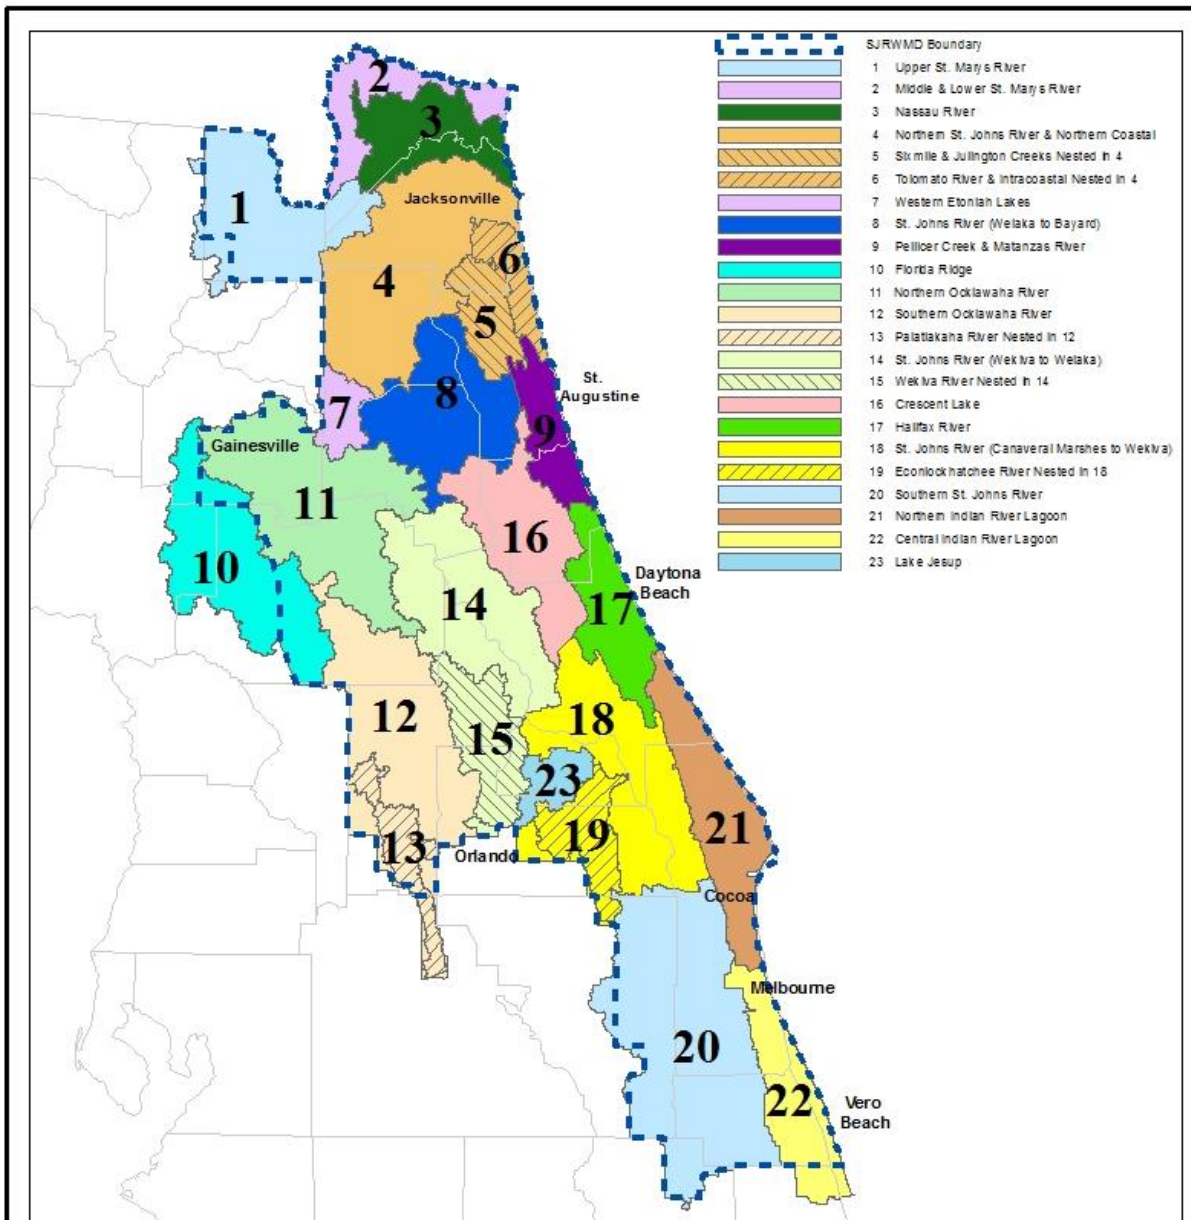 SJRWMD Boundary
1 Upper St. Marys River
2 Middle & Lower St. Marys River
3 Nassau River
4 Northern St. Johns River & Northern Coastal
5 Sixmile & Julington Creeks Nested in 4
6 Tolomato River & Intracoastal Nested in 4
7 Western Etoniah Lakes
8 St. Johns River (Welaka to Bayard)
9 Pellicer Creek & Matanzas River
10 Florida Ridge
11 Northern Ocklawaha River
12 Southern Ocklawaha River
13 Palatlakaha River Nested in 12
14 St. Johns River (Wekiva to Welaka)
15 Wekiva River Nested in 14
16 Crescent Lake
17 Halifax River
18 St. Johns River (Canaveral Marshes to Wekiva)
19 Econlockhatchee River Nested in 18
20 Southern St. Johns River
21 Northern Indian River Lagoon
22 Central Indian River Lagoon
23 Lake Jesup
2
3
1
Jacksonville
6
4
5
St.
Augustine
8
7
9
Gainesville
11
16
10
Daytona
Beach
14
17
12
18
15
23
21
19
13
Orlando
Cocoa
Melbourne
20
22
Vero
Beach